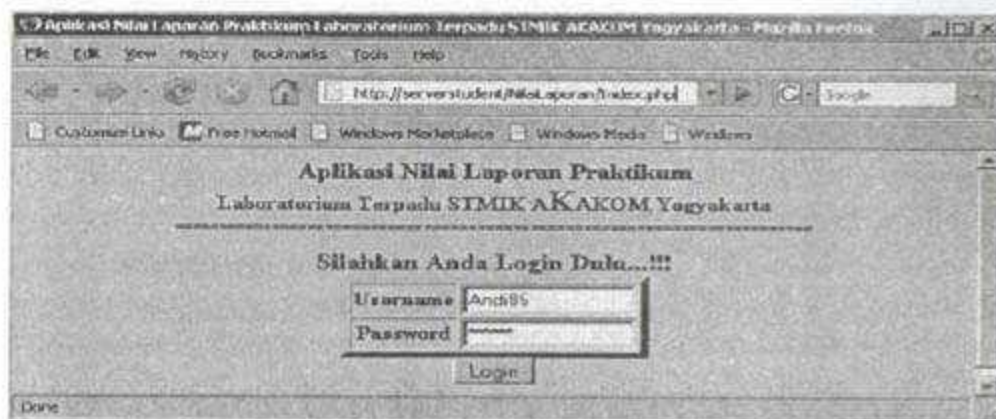 Aplikasi Nilai Laporan Praktikum Laboratorium Terpadu STMIK AKAKOM Yogyakarta - Mozilla Firefox
File Edit View History Bookmarks Tools Help
http://serverstudent/NilaiLaporan/Index.php
Google
Customize Links Free Hotmail Windows Marketplace Windows Media Windows
Aplikasi Nilai Laporan Praktikum
Laboratorium Terpadu STMIK AKAKOM Yogyakarta
Silahkan Anda Login Dulu...!!!
Username Andi85
Password
Login
Done